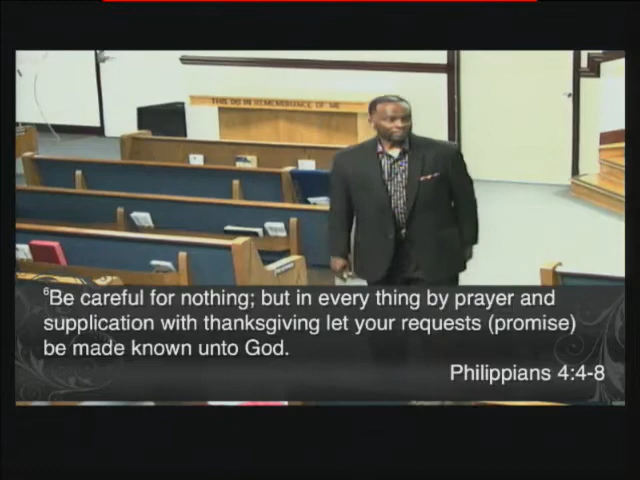 THIS DO IN REMEMBRANCE OF ME
⁶Be careful for nothing; but in every thing by prayer and
supplication with thanksgiving let your requests (promise)
be made known unto God.
Philippians 4:4-8